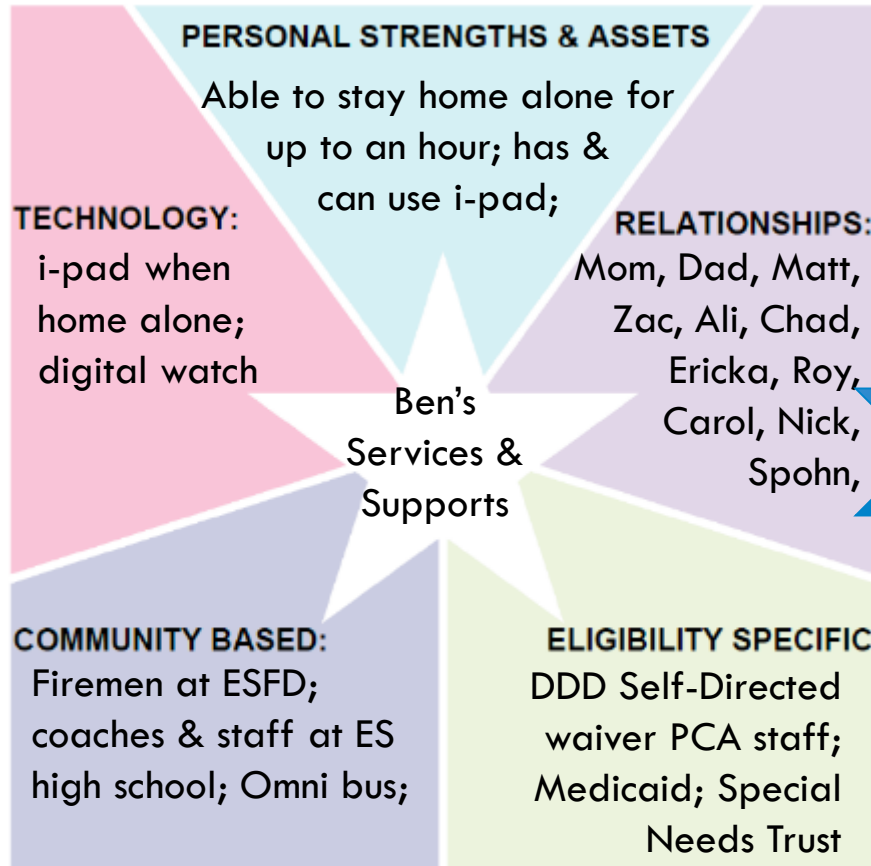 PERSONAL STRENGTHS & ASSETS
Able to stay home alone for
up to an hour; has &
can use i-pad;
TECHNOLOGY:
i-pad when
home alone;
digital watch
RELATIONSHIPS:
Mom, Dad, Matt,
Zac, Ali, Chad,
Ericka, Roy,
Carol, Nick,
Spohn,
Ben's
Services &
Supports
COMMUNITY BASED:
Firemen at ESFD;
coaches & staff at ES
high school; Omni bus;
ELIGIBILITY SPECIFIC
DDD Self-Directed
waiver PCA staff;
Medicaid; Special
Needs Trust